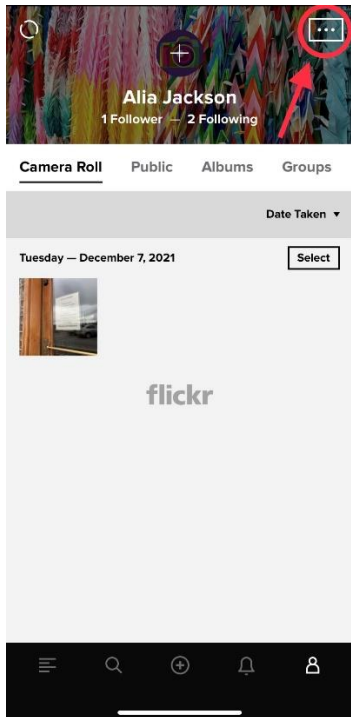 Alia Jackson
1 Follower — 2 Following
Camera Roll Public Albums Groups
Date Taken
Tuesday — December 7, 2021
Select
flickr